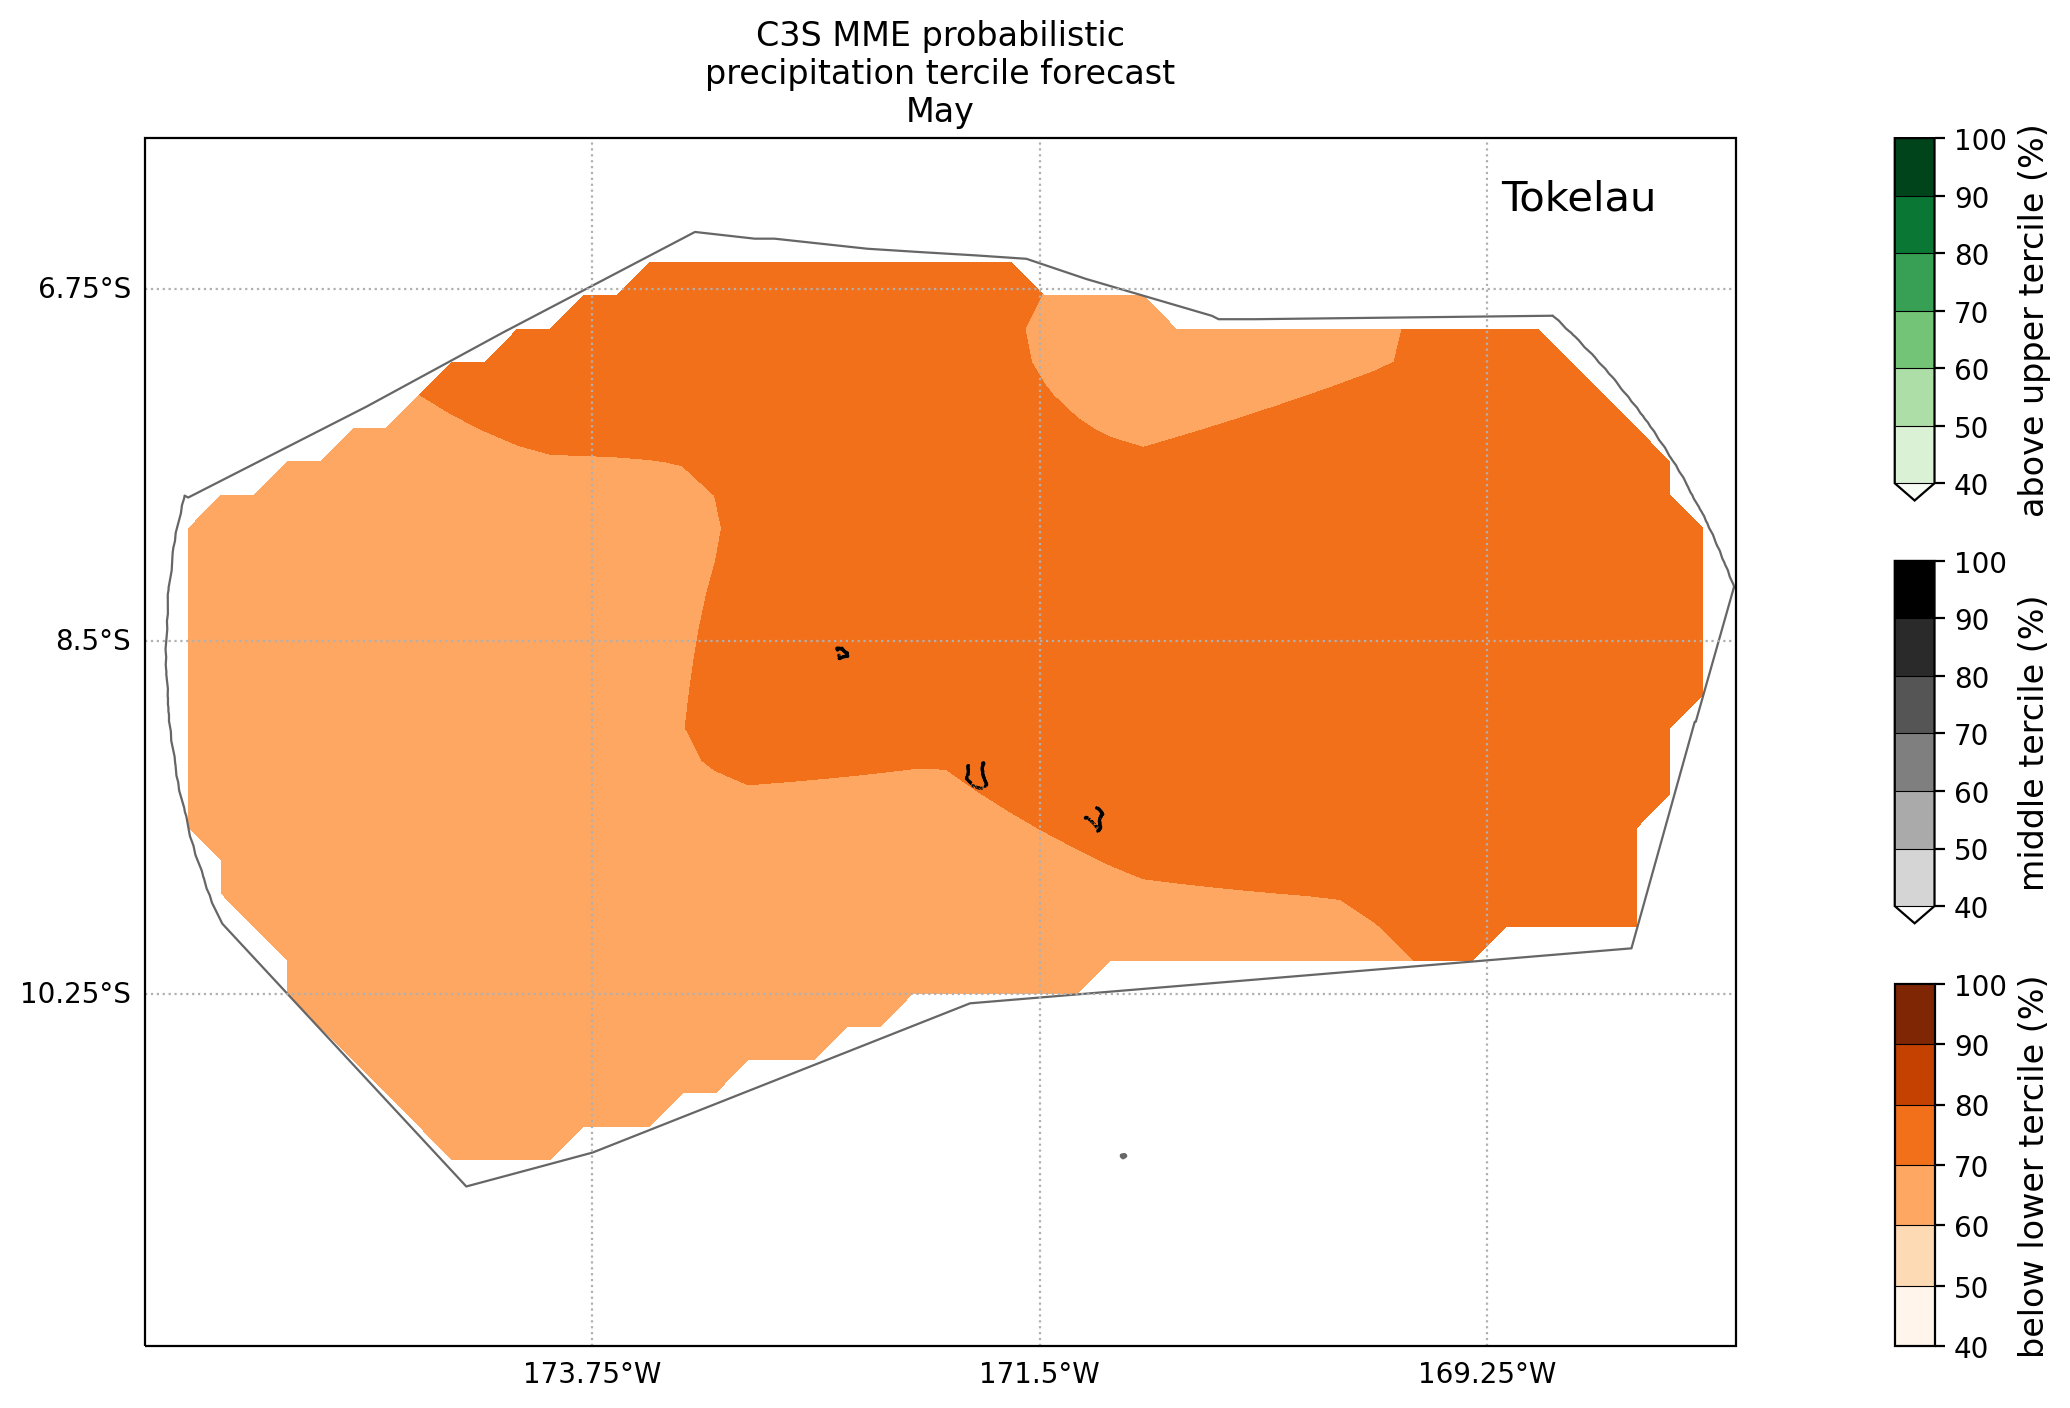 C3S MME probabilistic
precipitation tercile forecast
May
Tokelau
6.75°S
8.5°S
10.25°S
173.75°W
171.5°W
169.25°W
100
90
80
70
60
50
40
above upper tercile (%)
100
90
80
70
60
50
40
middle tercile (%)
100
90
80
70
60
50
40
below lower tercile (%)